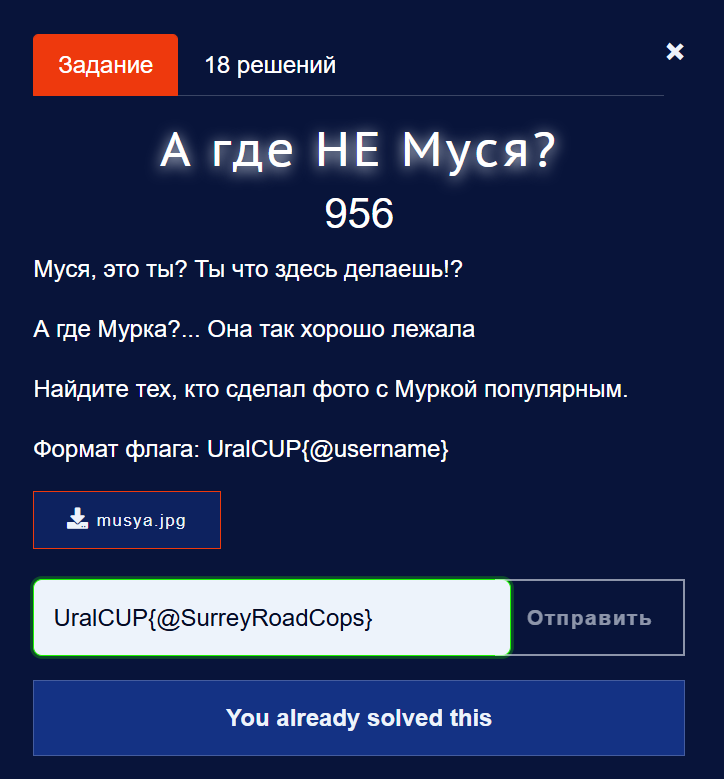 Задание
18 решений
А где НЕ Муся?
956
Муся, это ты? Ты что здесь делаешь!?
А где Мурка?... Она так хорошо лежала
Найдите тех, кто сделал фото с Муркой популярным.
Формат флага: UralCUP{@username}
musya.jpg
UralCUP{@SurreyRoadCops}
Отправить
You already solved this